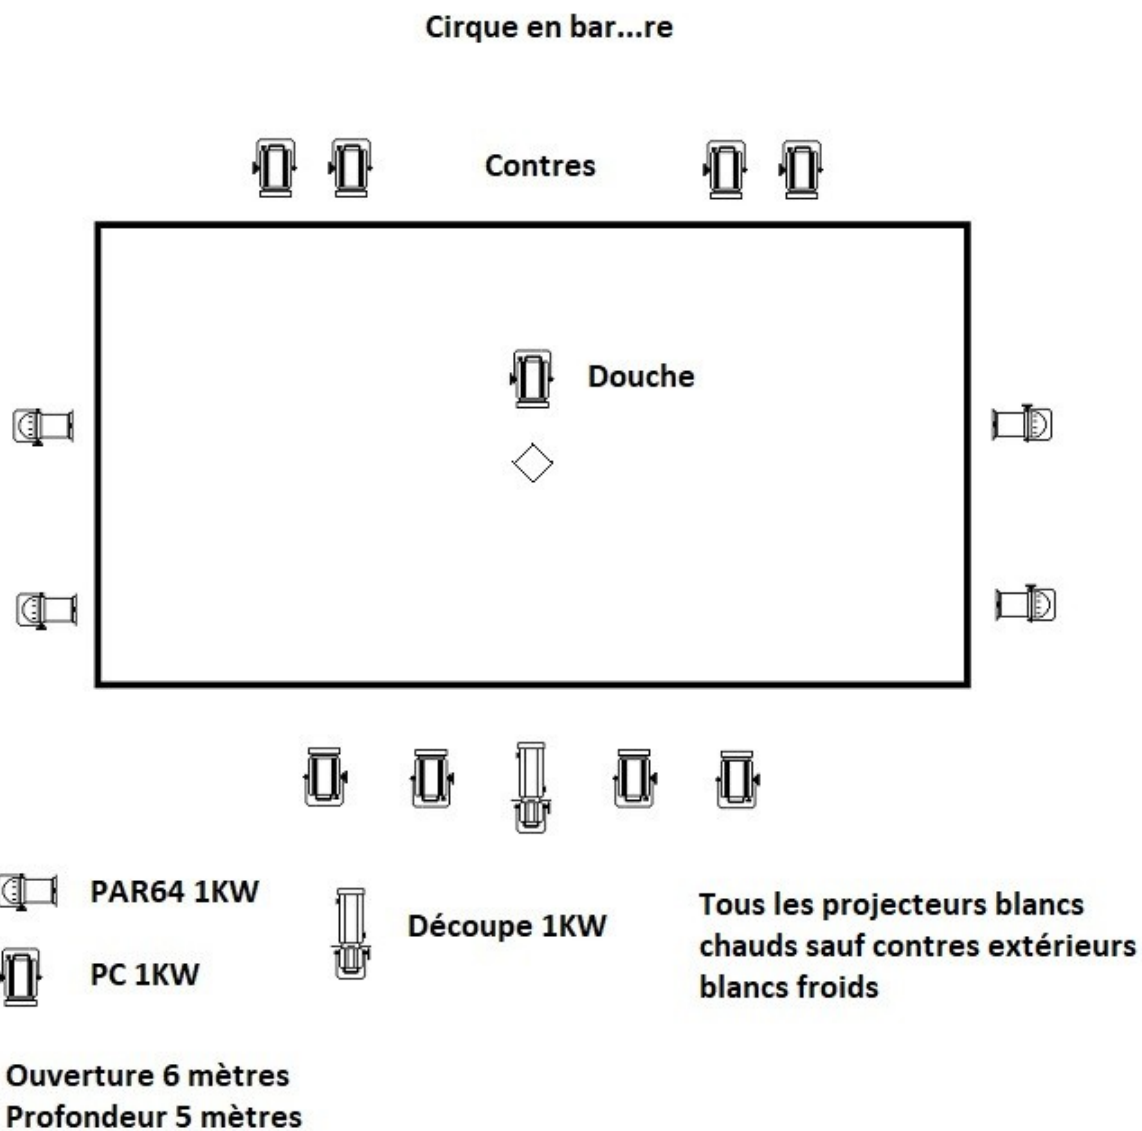 Cirque en bar...re
Contres
Douche
PAR64 1KW
Découpe 1KW
PC 1KW
Tous les projecteurs blancs
chauds sauf contres extérieurs
blancs froids
Ouverture 6 mètres
Profondeur 5 mètres